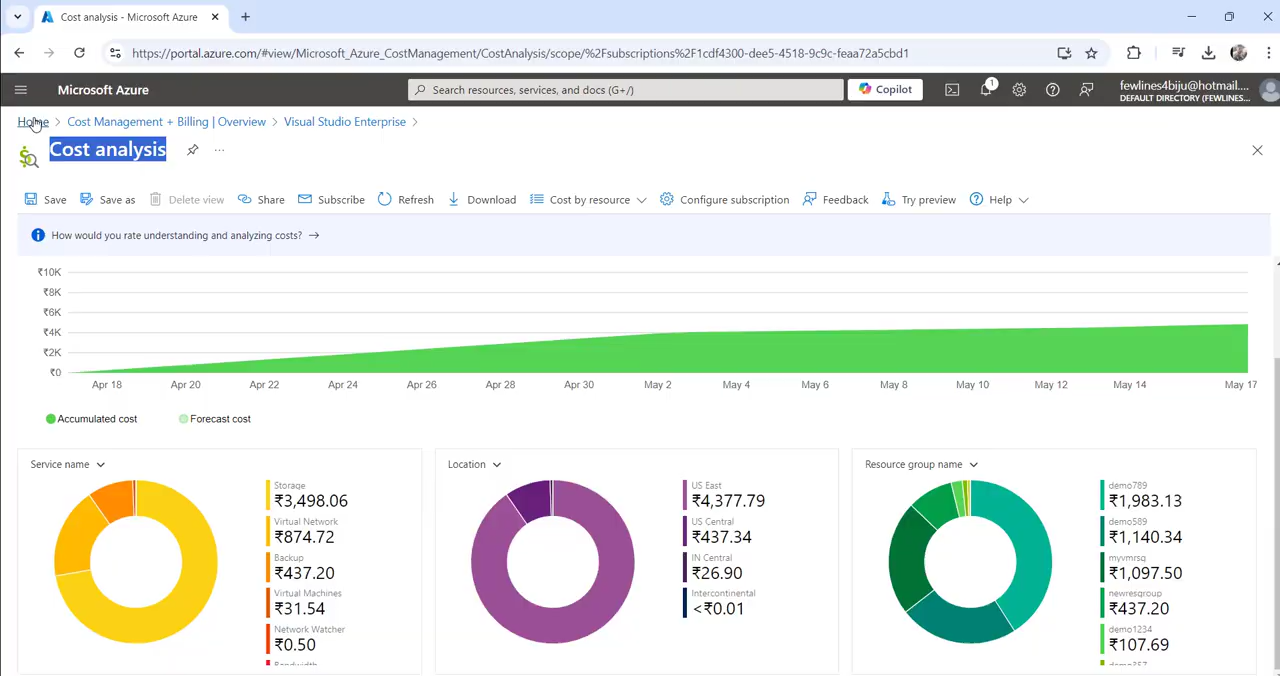 Cost analysis - Microsoft Azure
https://portal.azure.com/#view/Microsoft_Azure_CostManagement/CostAnalysis/scope/%2Fsubscriptions%2F1cdf4300-dee5-4518-9c9c-feaa72a5cbd1
Microsoft Azure
Search resources, services, and docs (G+/)
Copilot
1
fewlines4biju@hotmail....
DEFAULT DIRECTORY (FEWLINES...
Home > Cost Management + Billing | Overview > Visual Studio Enterprise >
Cost analysis
...
Save
Save as
Delete view
Share
Subscribe
Refresh
Download
Cost by resource
Configure subscription
Feedback
Try preview
Help
How would you rate understanding and analyzing costs? →
₹10K
₹8K
₹6K
₹4K
₹2K
₹0
Apr 18 Apr 20 Apr 22 Apr 24 Apr 26 Apr 28 Apr 30 May 2 May 4 May 6 May 8 May 10 May 12 May 14 May 17
Accumulated cost
Forecast cost
Service name
Storage
₹3,498.06
Virtual Network
₹874.72
Backup
₹437.20
Virtual Machines
₹31.54
Network Watcher
₹0.50
Bandwidth
Location
US East
₹4,377.79
US Central
₹437.34
IN Central
₹26.90
Intercontinental
<₹0.01
Resource group name
demo789
₹1,983.13
demo589
₹1,140.34
myvmrsg
₹1,097.50
newresgroup
₹437.20
demo1234
₹107.69
demo357